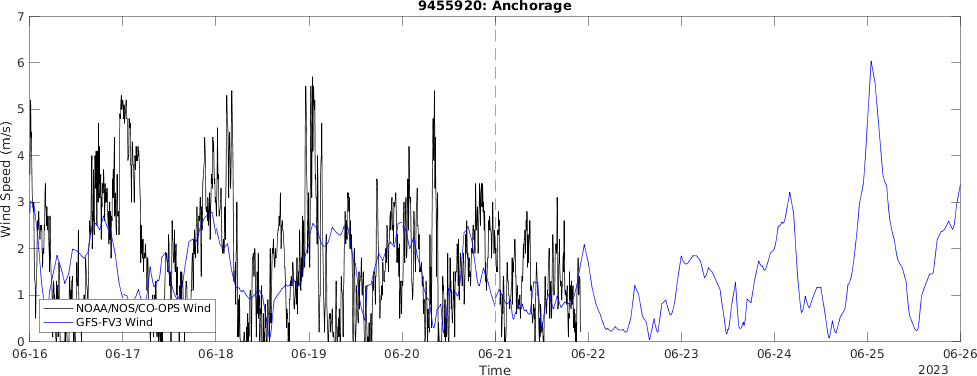 9455920: Anchorage
7
6
5
4
3
2
1
0
Wind Speed (m/s)
NOAA/NOS/CO-OPS Wind
GFS-FV3 Wind
06-16 06-17 06-18 06-19 06-20 06-21 06-22 06-23 06-24 06-25 06-26
Time
2023